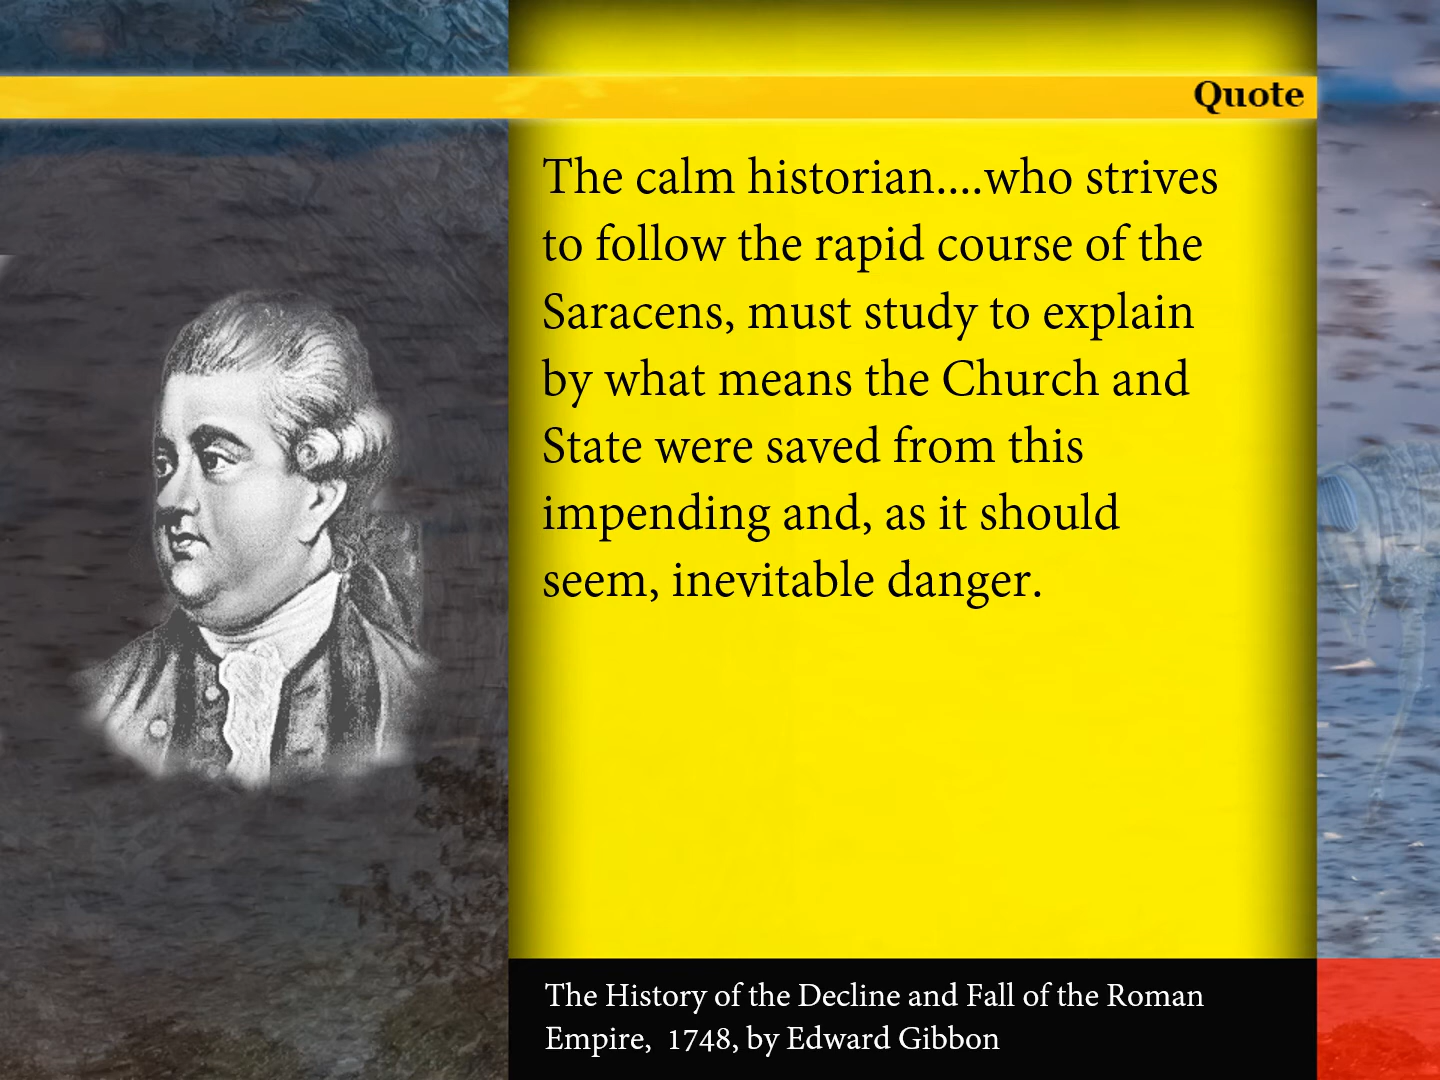 Quote
The calm historian....who strives
to follow the rapid course of the
Saracens, must study to explain
by what means the Church and
State were saved from this
impending and, as it should
seem, inevitable danger.
The History of the Decline and Fall of the Roman
Empire,  1748, by Edward Gibbon